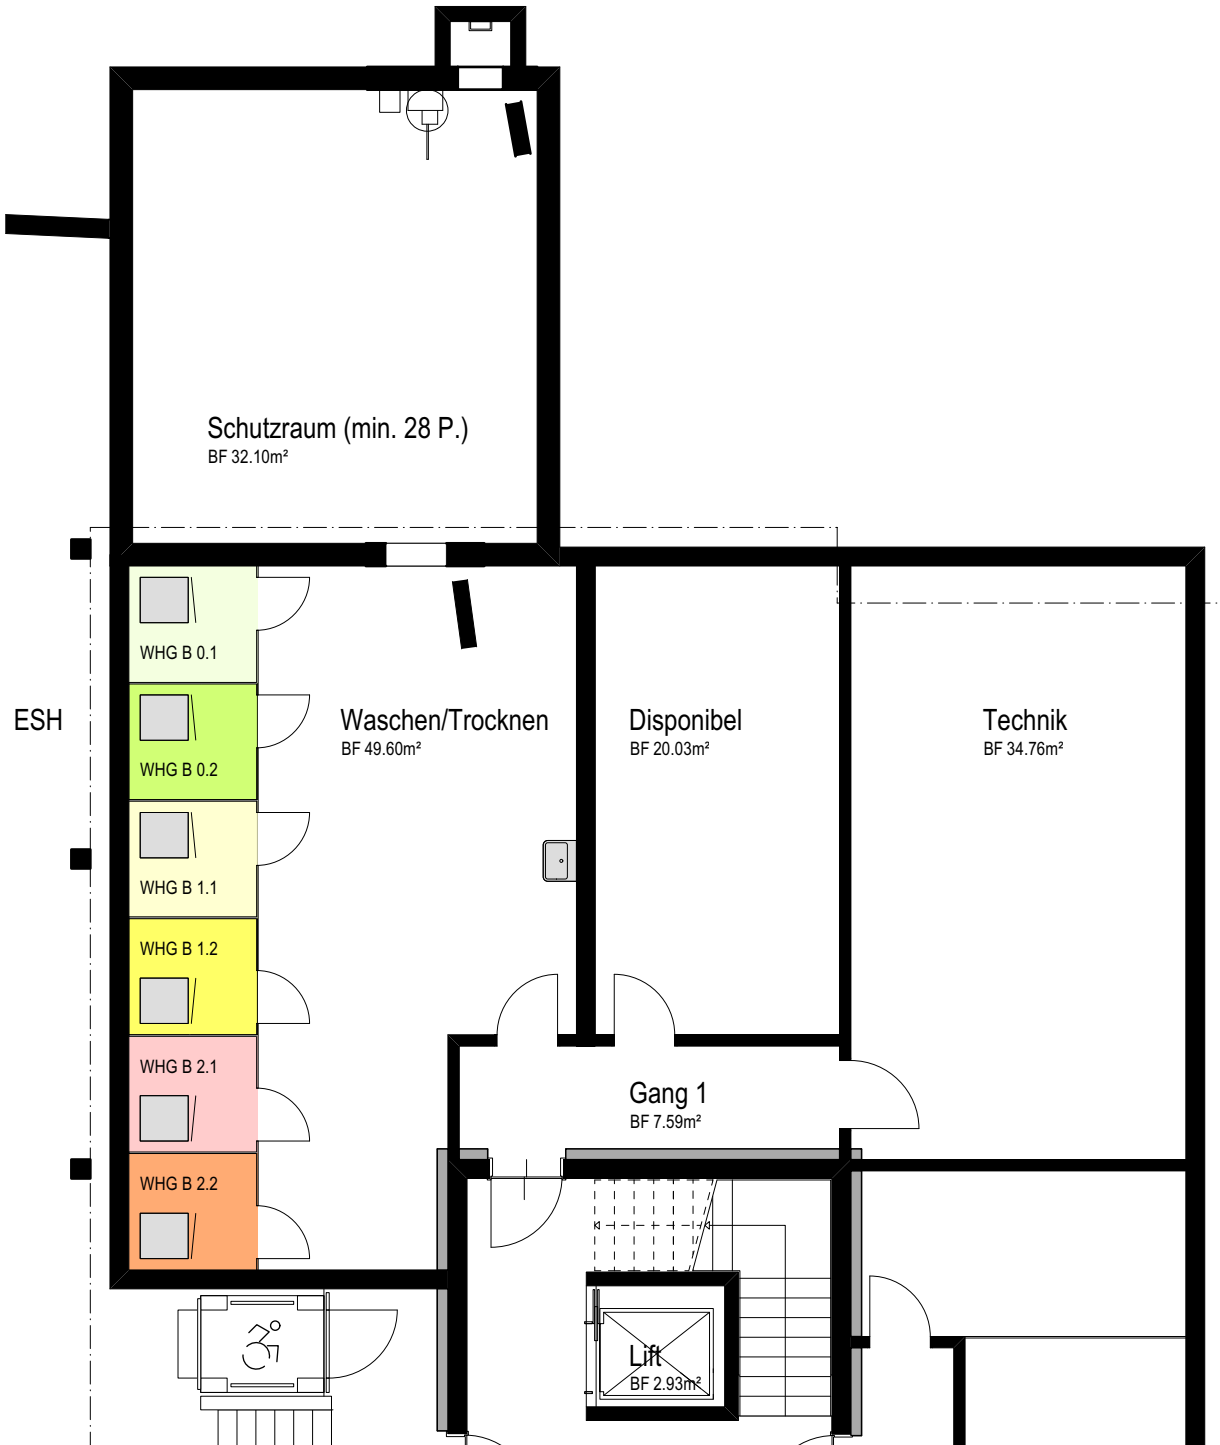 Schutzraum (min. 28 P.)
BF 32.10m²
WHG B 0.1
ESH
WHG B 0.2
Waschen/Trocknen
BF 49.60m²
Disponibel
BF 20.03m²
Technik
BF 34.76m²
WHG B 1.1
WHG B 1.2
WHG B 2.1
Gang 1
BF 7.59m²
WHG B 2.2
Lift
BF 2.93m²